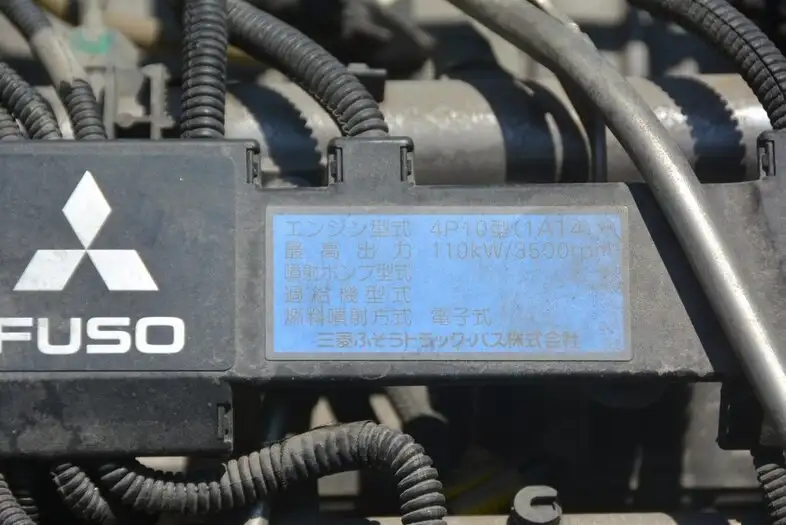 FUSO
エンジン型式 4P10型(1A14)
最高出力 110kW/3500rpm
噴射ポンプ型式
過給機型式
燃料噴射方式 電子式
三菱ふそうトラック・バス株式会社